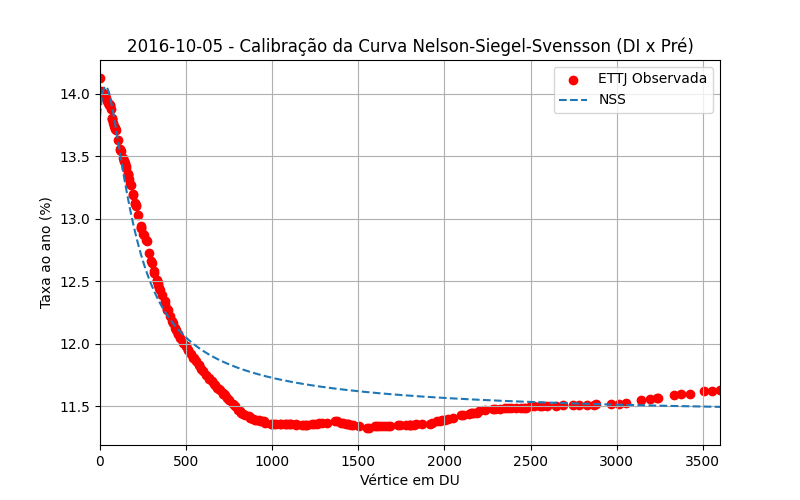 2016-10-05 - Calibração da Curva Nelson-Siegel-Svensson (DI x Pré)
ETTJ Observada
NSS
Taxa ao ano (%)
14.0
13.5
13.0
12.5
12.0
11.5
0 500 1000 1500 2000 2500 3000 3500
Vértice em DU